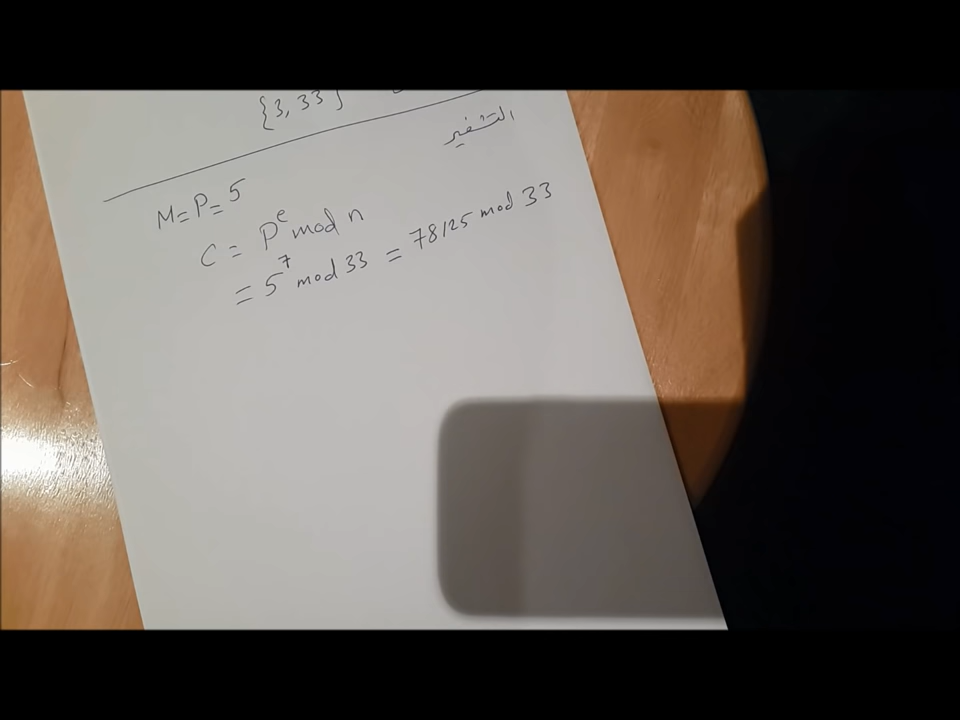 {3, 33}
التشفير
M=P=5
C = P^e mod n
= 5^7 mod 33 = 78125 mod 33